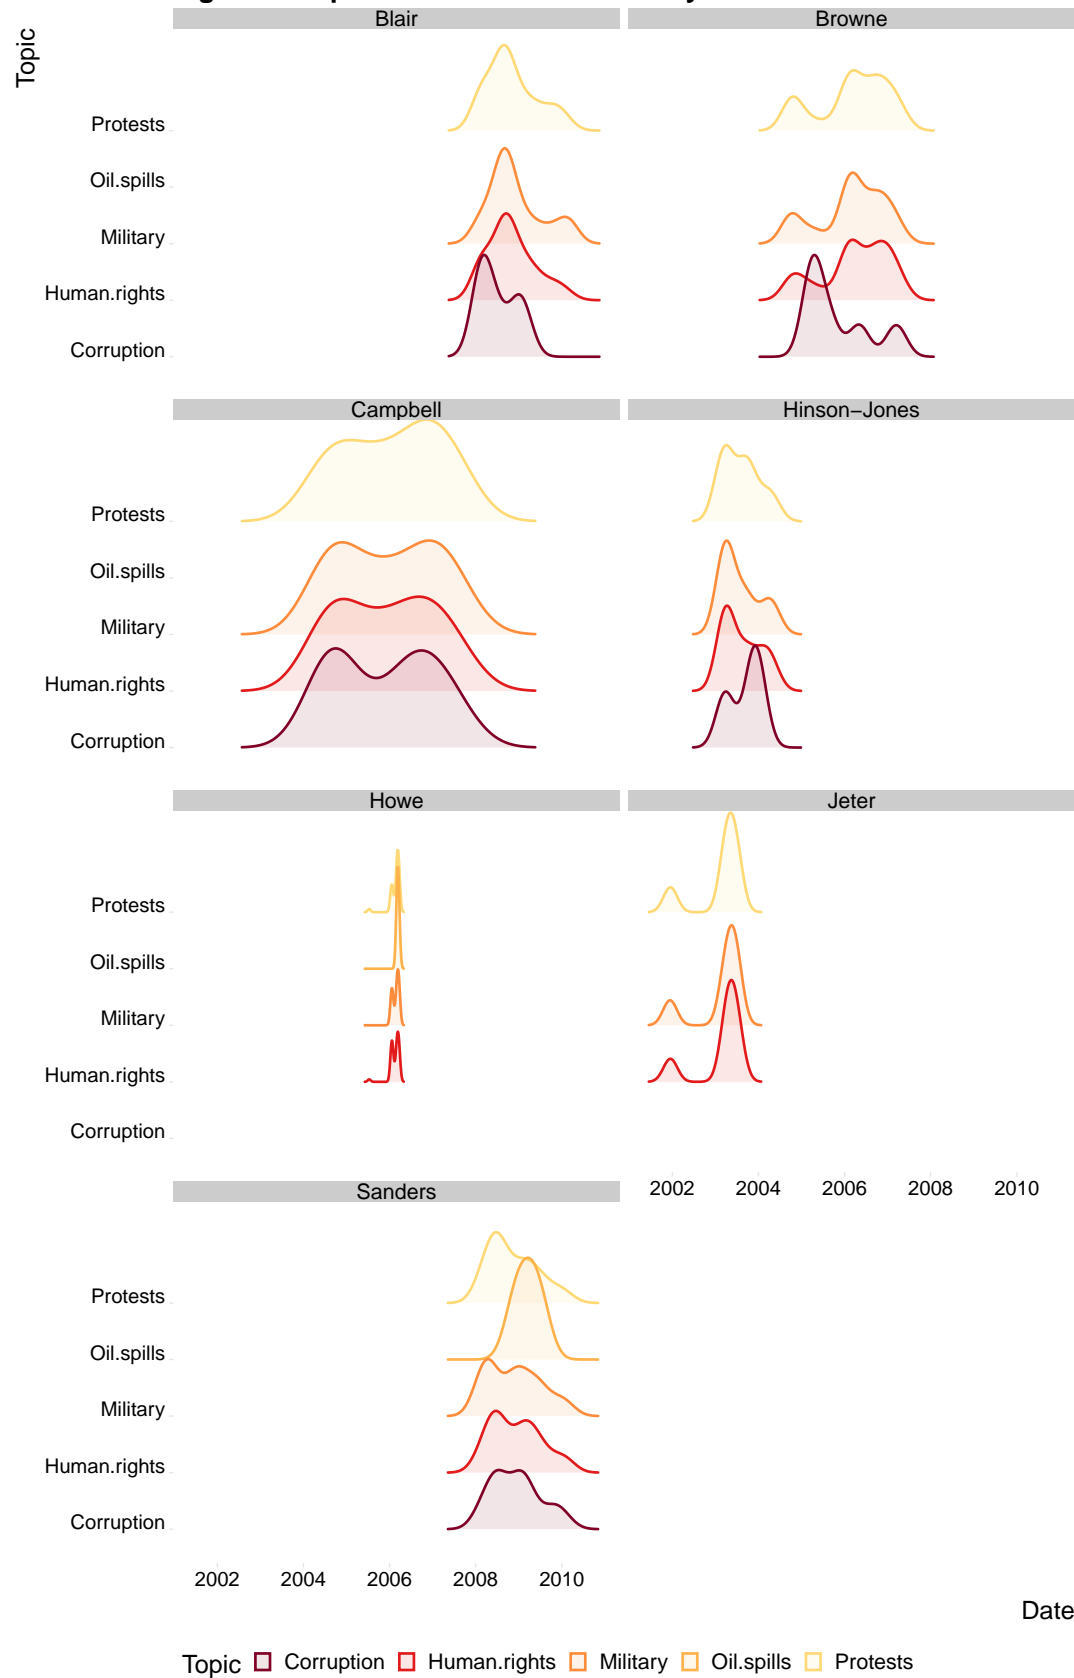 Blair Browne
Topic
Protests
Oil.spills
Military
Human.rights
Corruption
Campbell Hinson−Jones
Protests
Oil.spills
Military
Human.rights
Corruption
Howe Jeter
Protests
Oil.spills
Military
Human.rights
Corruption
2002 2004 2006 2008 2010
Sanders
Protests
Oil.spills
Military
Human.rights
Corruption
2002 2004 2006 2008 2010
Date
Topic Corruption Human.rights Military Oil.spills Protests